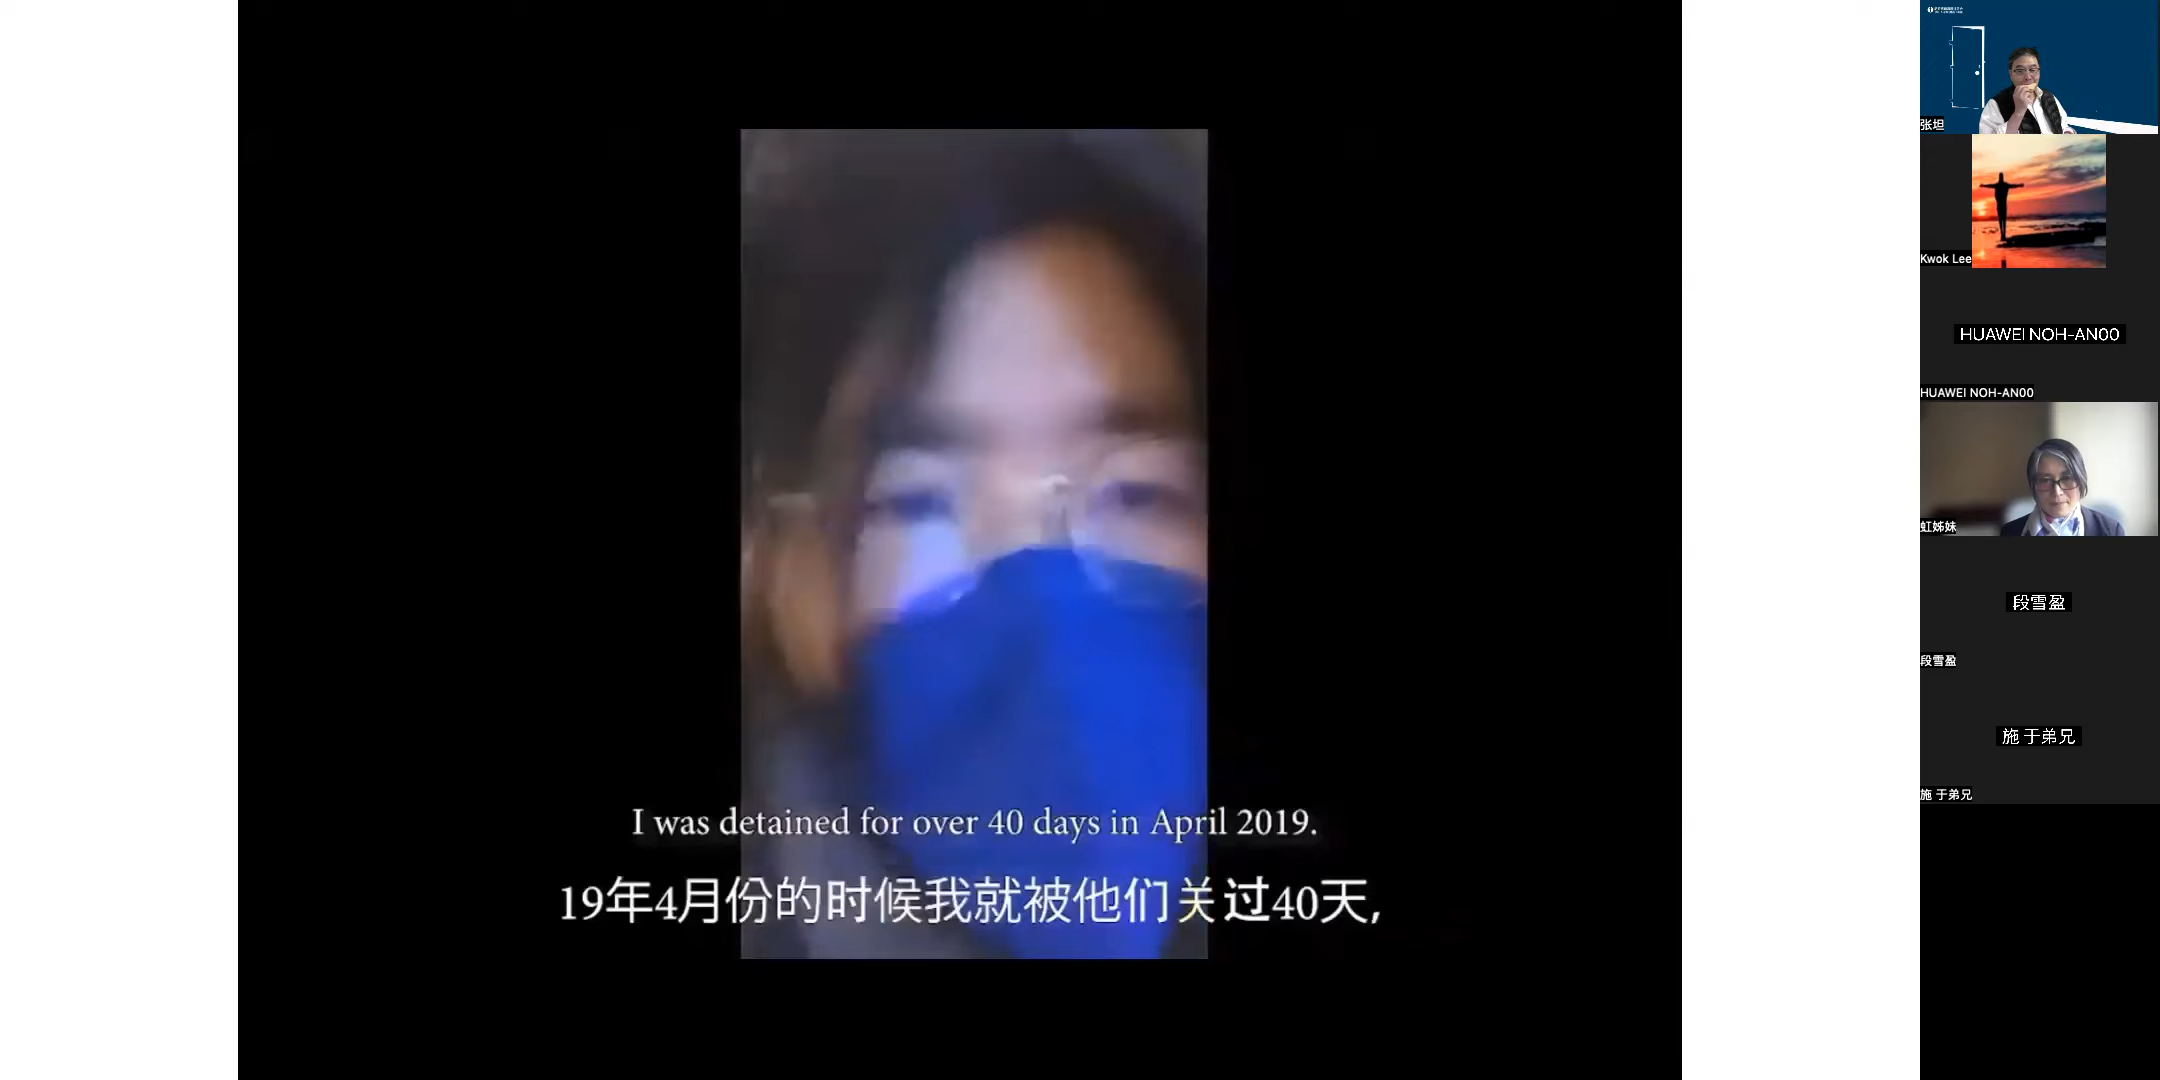 I was detained for over 40 days in April 2019.
19年4月份的时候我就被他们关过40天,
张坦
Kwok Lee
HUAWEI NOH-AN00
HUAWEI NOH-AN00
虹姊妹
段雪盈
段雪盈
施 于弟兄
施 于弟兄